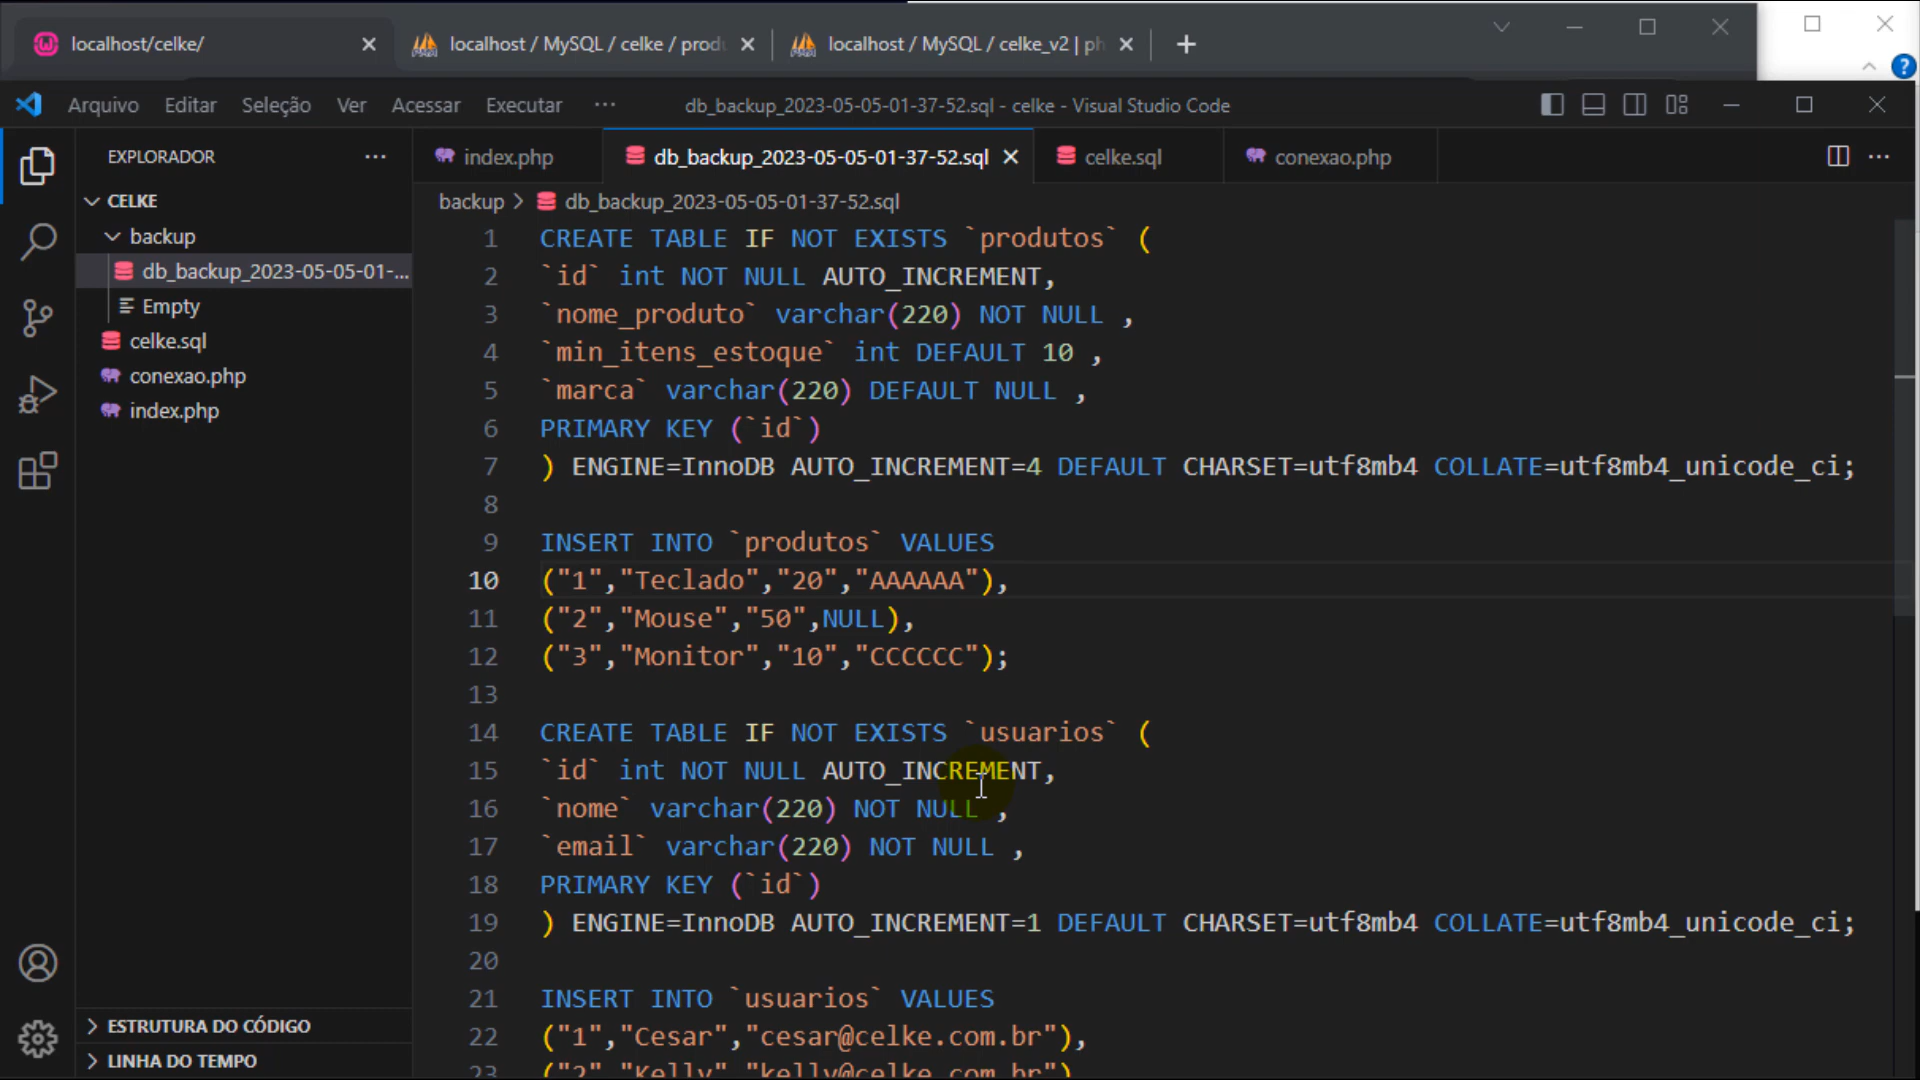 localhost/celke/
localhost / MySQL / celke / prod
localhost / MySQL / celke_v2 | ph
Arquivo Editar Seleção Ver Acessar Executar ··· db_backup_2023-05-05-01-37-52.sql - celke - Visual Studio Code
EXPLORADOR ···
index.php
db_backup_2023-05-05-01-37-52.sql
celke.sql
conexao.php
CELKE
backup
db_backup_2023-05-05-01-...
Empty
celke.sql
conexao.php
index.php
ESTRUTURA DO CÓDIGO
LINHA DO TEMPO
backup > db_backup_2023-05-05-01-37-52.sql
1 CREATE TABLE IF NOT EXISTS `produtos` (
2 `id` int NOT NULL AUTO_INCREMENT,
3 `nome_produto` varchar(220) NOT NULL ,
4 `min_itens_estoque` int DEFAULT 10 ,
5 `marca` varchar(220) DEFAULT NULL ,
6 PRIMARY KEY (`id`)
7 ) ENGINE=InnoDB AUTO_INCREMENT=4 DEFAULT CHARSET=utf8mb4 COLLATE=utf8mb4_unicode_ci;
8
9 INSERT INTO `produtos` VALUES
10 ("1","Teclado","20","AAAAAA"),
11 ("2","Mouse","50",NULL),
12 ("3","Monitor","10","CCCCCC");
13
14 CREATE TABLE IF NOT EXISTS `usuarios` (
15 `id` int NOT NULL AUTO_INCREMENT,
16 `nome` varchar(220) NOT NULL ,
17 `email` varchar(220) NOT NULL ,
18 PRIMARY KEY (`id`)
19 ) ENGINE=InnoDB AUTO_INCREMENT=1 DEFAULT CHARSET=utf8mb4 COLLATE=utf8mb4_unicode_ci;
20
21 INSERT INTO `usuarios` VALUES
22 ("1","Cesar","cesar@celke.com.br"),
23 ("2","Kelly","kelly@celke.com.br")